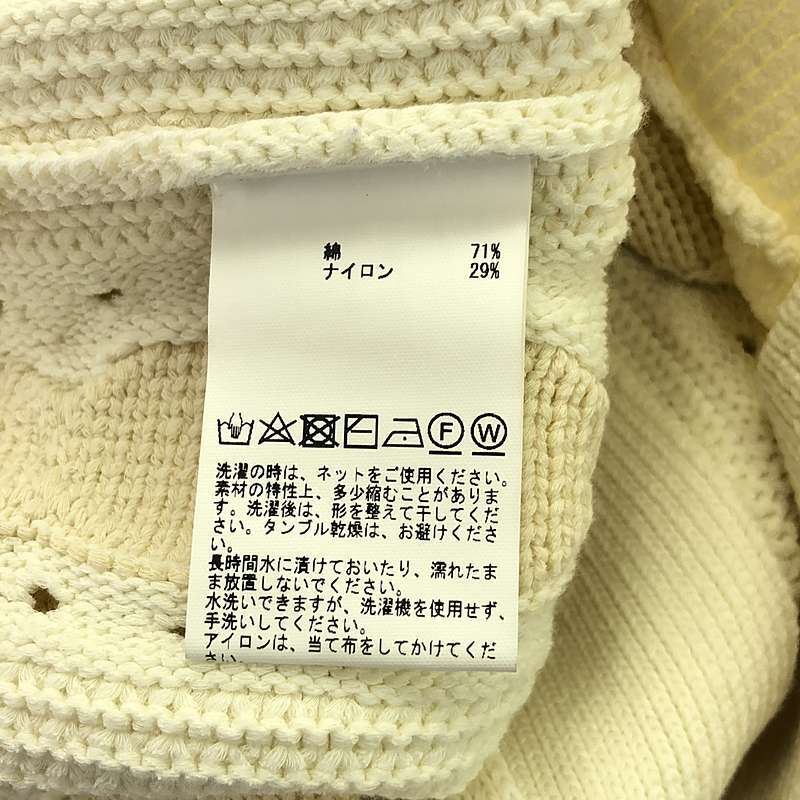 綿 71%
ナイロン 29%
F W
洗濯の時は、ネットをご使用ください。
素材の特性上、多少縮むことがありま
す。洗濯後は、形を整えて干してくだ
さい。タンブル乾燥は、お避けくださ
い。
長時間水に漬けておいたり、濡れたま
ま放置しないでください。
水洗いできますが、洗濯機を使用せず、
手洗いしてください。
アイロンは、当て布をしてかけてくだ
さい。